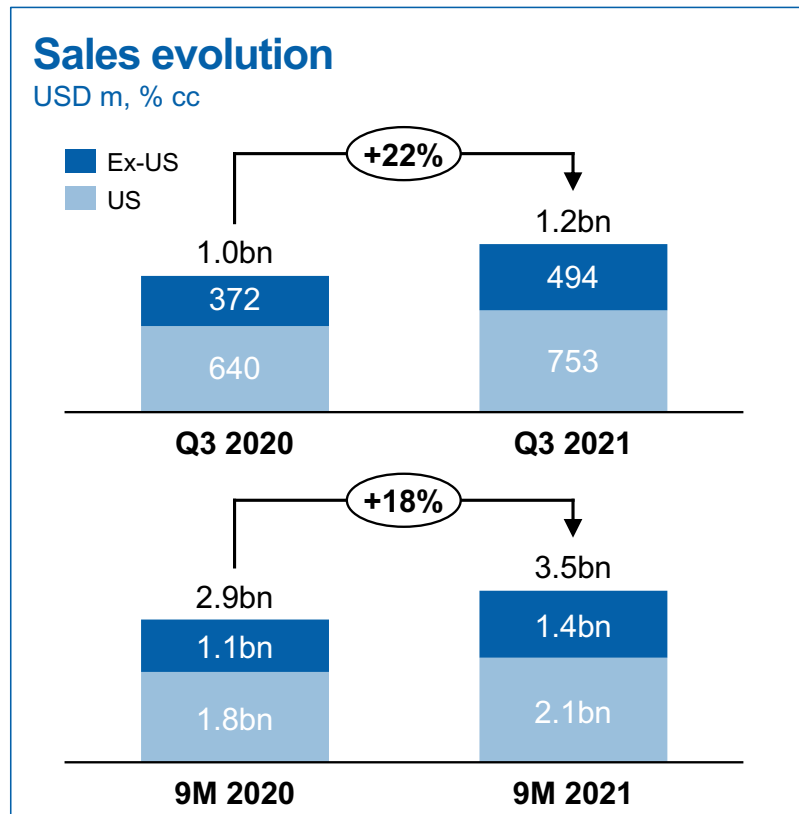 Sales evolution
USD m, % cc
Ex-US
US
+22%
1.0bn
1.2bn
372
494
640
753
Q3 2020
Q3 2021
+18%
2.9bn
3.5bn
1.1bn
1.4bn
1.8bn
2.1bn
9M 2020
9M 2021